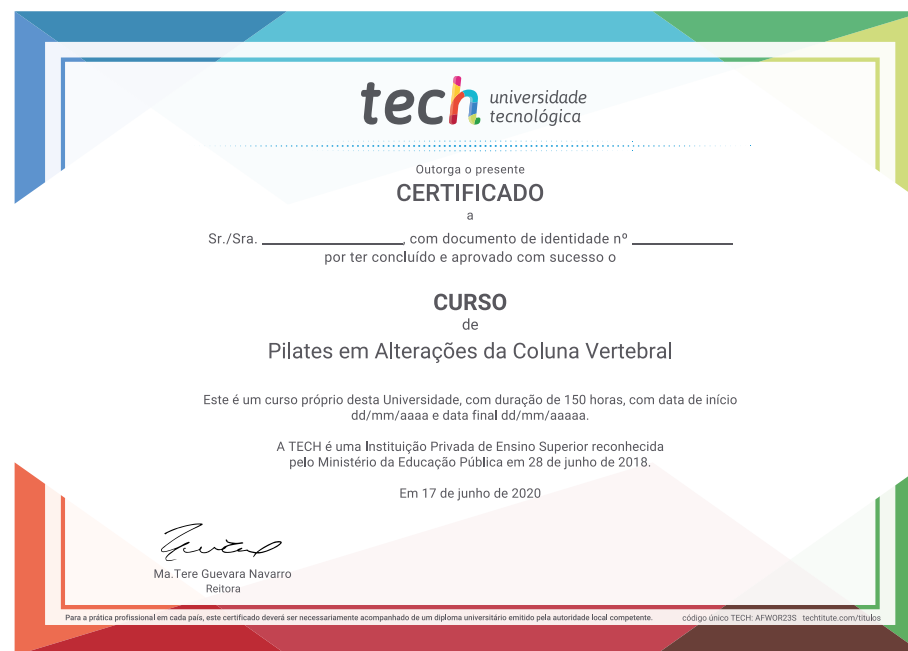 tech universidade
tecnológica
Outorga o presente
CERTIFICADO
a
Sr./Sra. ________________, com documento de identidade nº ____________
por ter concluído e aprovado com sucesso o
CURSO
de
Pilates em Alterações da Coluna Vertebral
Este é um curso próprio desta Universidade, com duração de 150 horas, com data de início
dd/mm/aaaa e data final dd/mm/aaaaa.
A TECH é uma Instituição Privada de Ensino Superior reconhecida
pelo Ministério da Educação Pública em 28 de junho de 2018.
Em 17 de junho de 2020
Ma.Tere Guevara Navarro
Reitora
Para a prática profissional em cada país, este certificado deverá ser necessariamente acompanhado de um diploma universitário emitido pela autoridade local competente. código único TECH: AFWOR23S techtitute.com/titulos